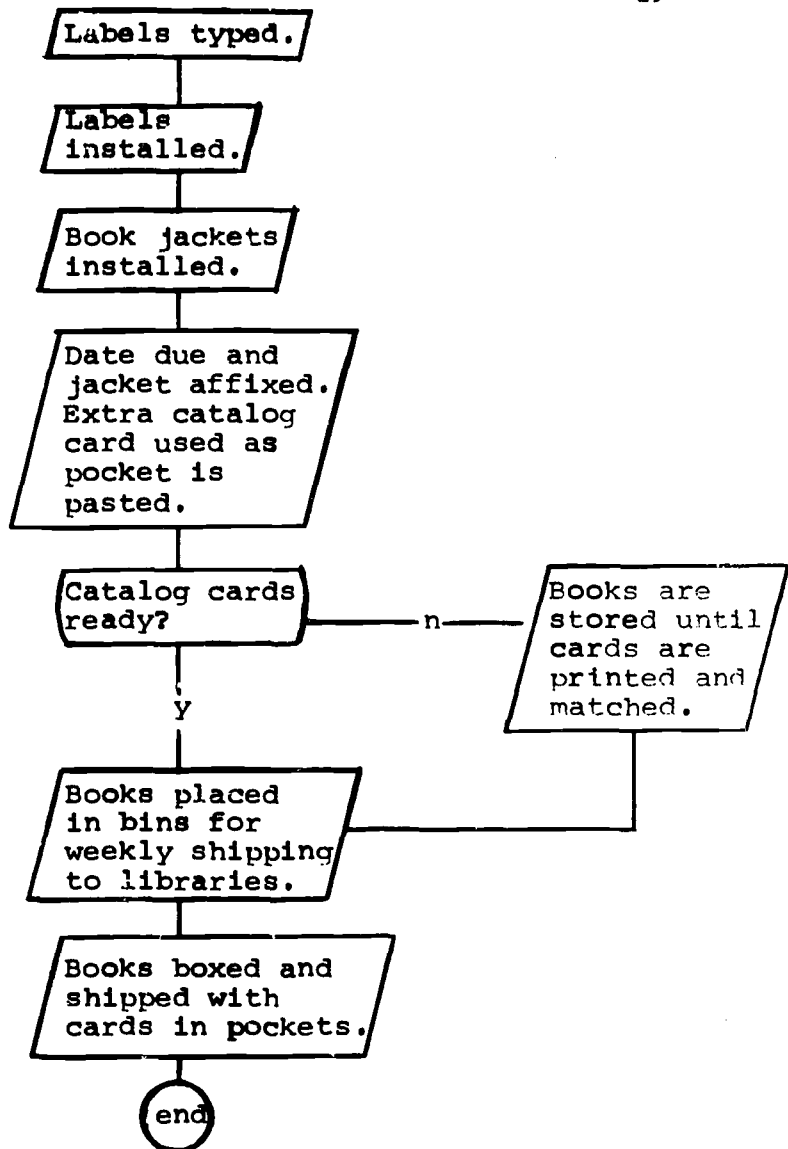 Labels typed.
Labels
installed.
Book jackets
installed.
Date due and
jacket affixed.
Extra catalog
card used as
pocket is
pasted.
Catalog cards
ready?
n
Books are
stored until
cards are
printed and
matched.
y
Books placed
in bins for
weekly shipping
to libraries.
Books boxed and
shipped with
cards in pockets.
end